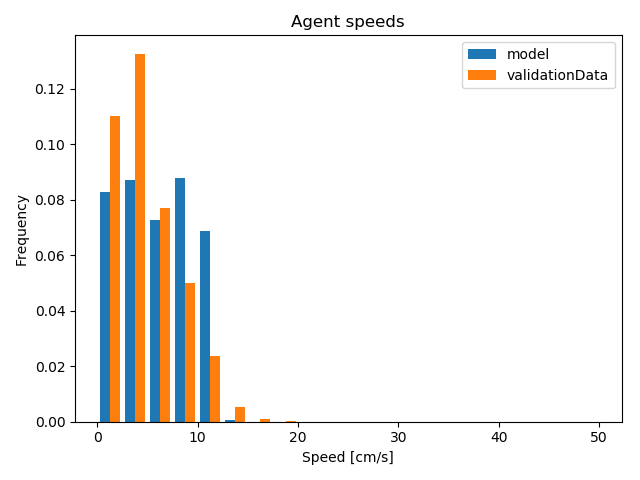 Agent speeds
model
validationData
Frequency
0.12
0.10
0.08
0.06
0.04
0.02
0.00
0 10 20 30 40 50
Speed [cm/s]